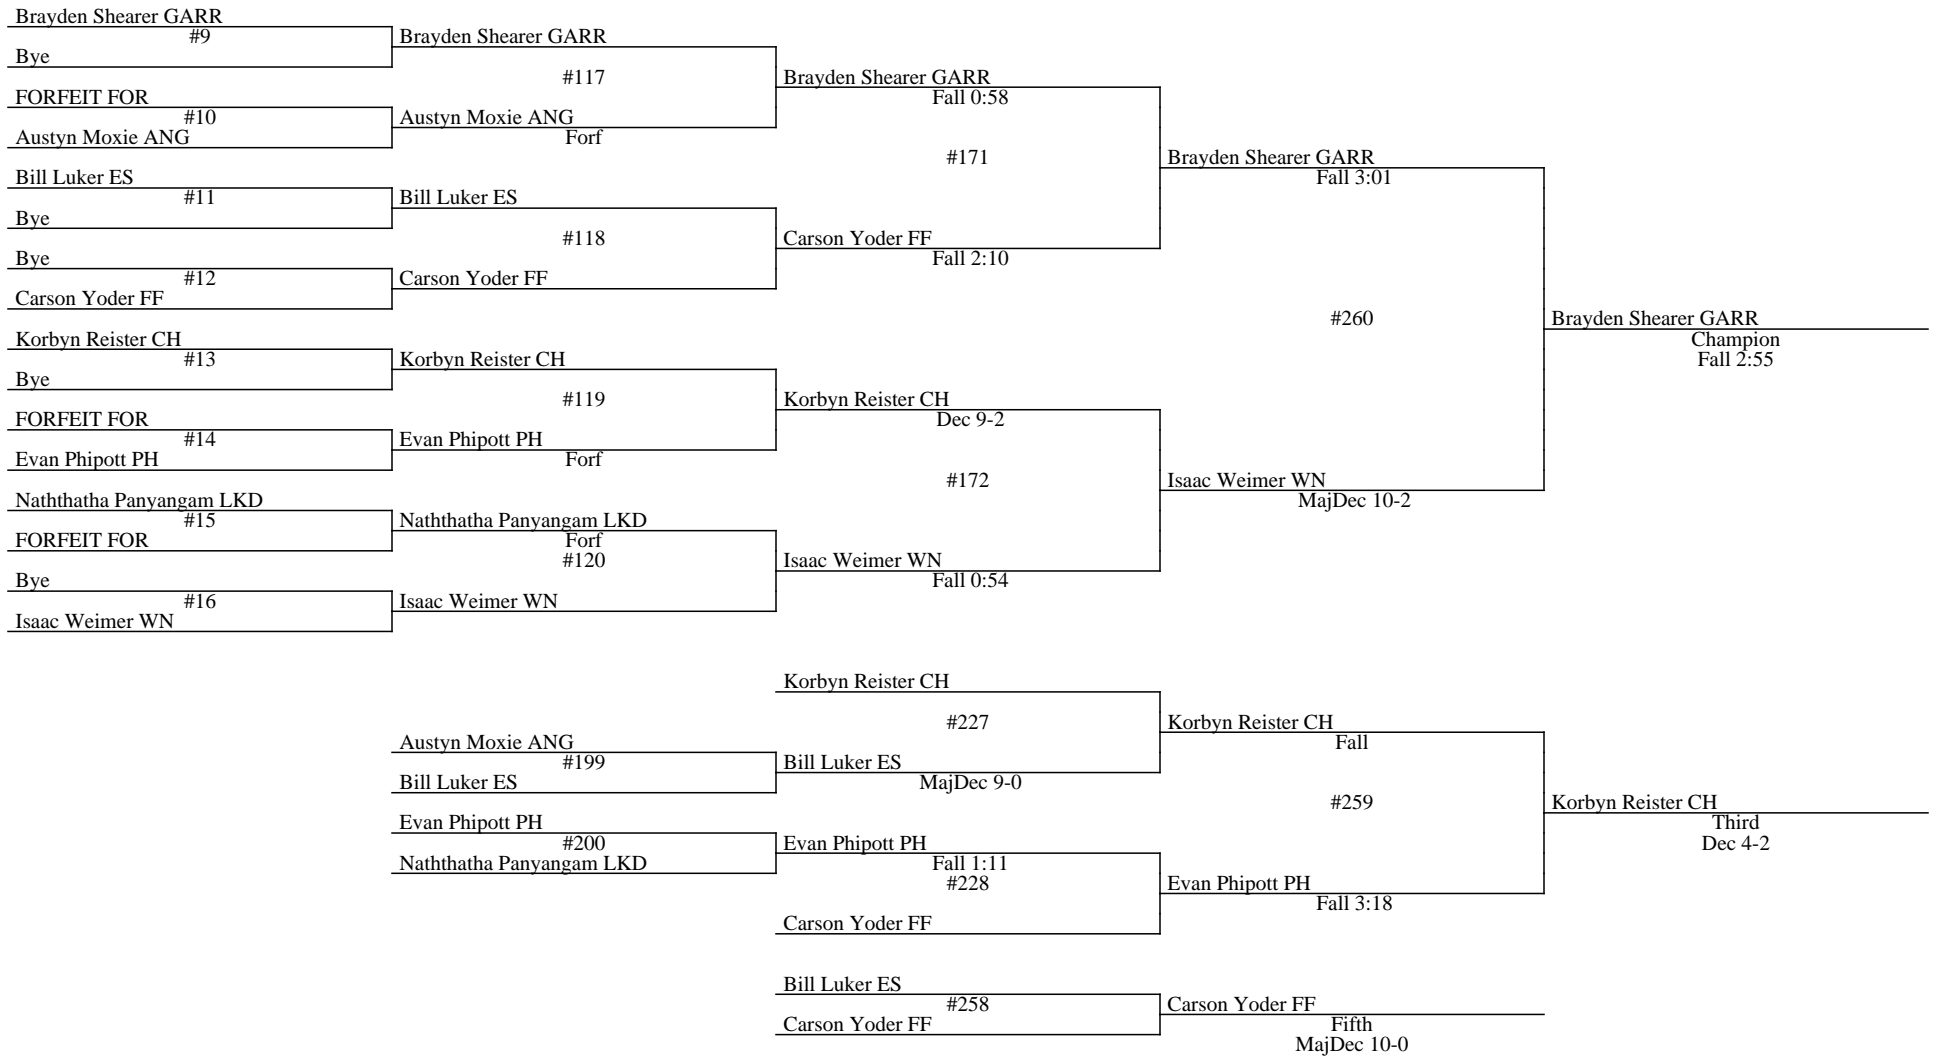 Brayden Shearer GARR
#9
Bye
Brayden Shearer GARR
#117
FORFEIT FOR
#10
Austyn Moxie ANG
Austyn Moxie ANG
Forf
Brayden Shearer GARR
Fall 0:58
#171
Bill Luker ES
#11
Bye
Bill Luker ES
#118
Bye
#12
Carson Yoder FF
Carson Yoder FF
Carson Yoder FF
Fall 2:10
Brayden Shearer GARR
Fall 3:01
#260
Korbyn Reister CH
#13
Bye
Korbyn Reister CH
#119
FORFEIT FOR
#14
Evan Phipott PH
Evan Phipott PH
Forf
Korbyn Reister CH
Dec 9-2
#172
Naththatha Panyangam LKD
#15
FORFEIT FOR
Naththatha Panyangam LKD
Forf
#120
Bye
#16
Isaac Weimer WN
Isaac Weimer WN
Isaac Weimer WN
Fall 0:54
Isaac Weimer WN
MajDec 10-2
Brayden Shearer GARR
Champion
Fall 2:55
Korbyn Reister CH
#227
Austyn Moxie ANG
#199
Bill Luker ES
Bill Luker ES
MajDec 9-0
Korbyn Reister CH
Fall
#259
Evan Phipott PH
#200
Naththatha Panyangam LKD
Evan Phipott PH
Fall 1:11
#228
Carson Yoder FF
Evan Phipott PH
Fall 3:18
Korbyn Reister CH
Third
Dec 4-2
Bill Luker ES
#258
Carson Yoder FF
Carson Yoder FF
Fifth
MajDec 10-0